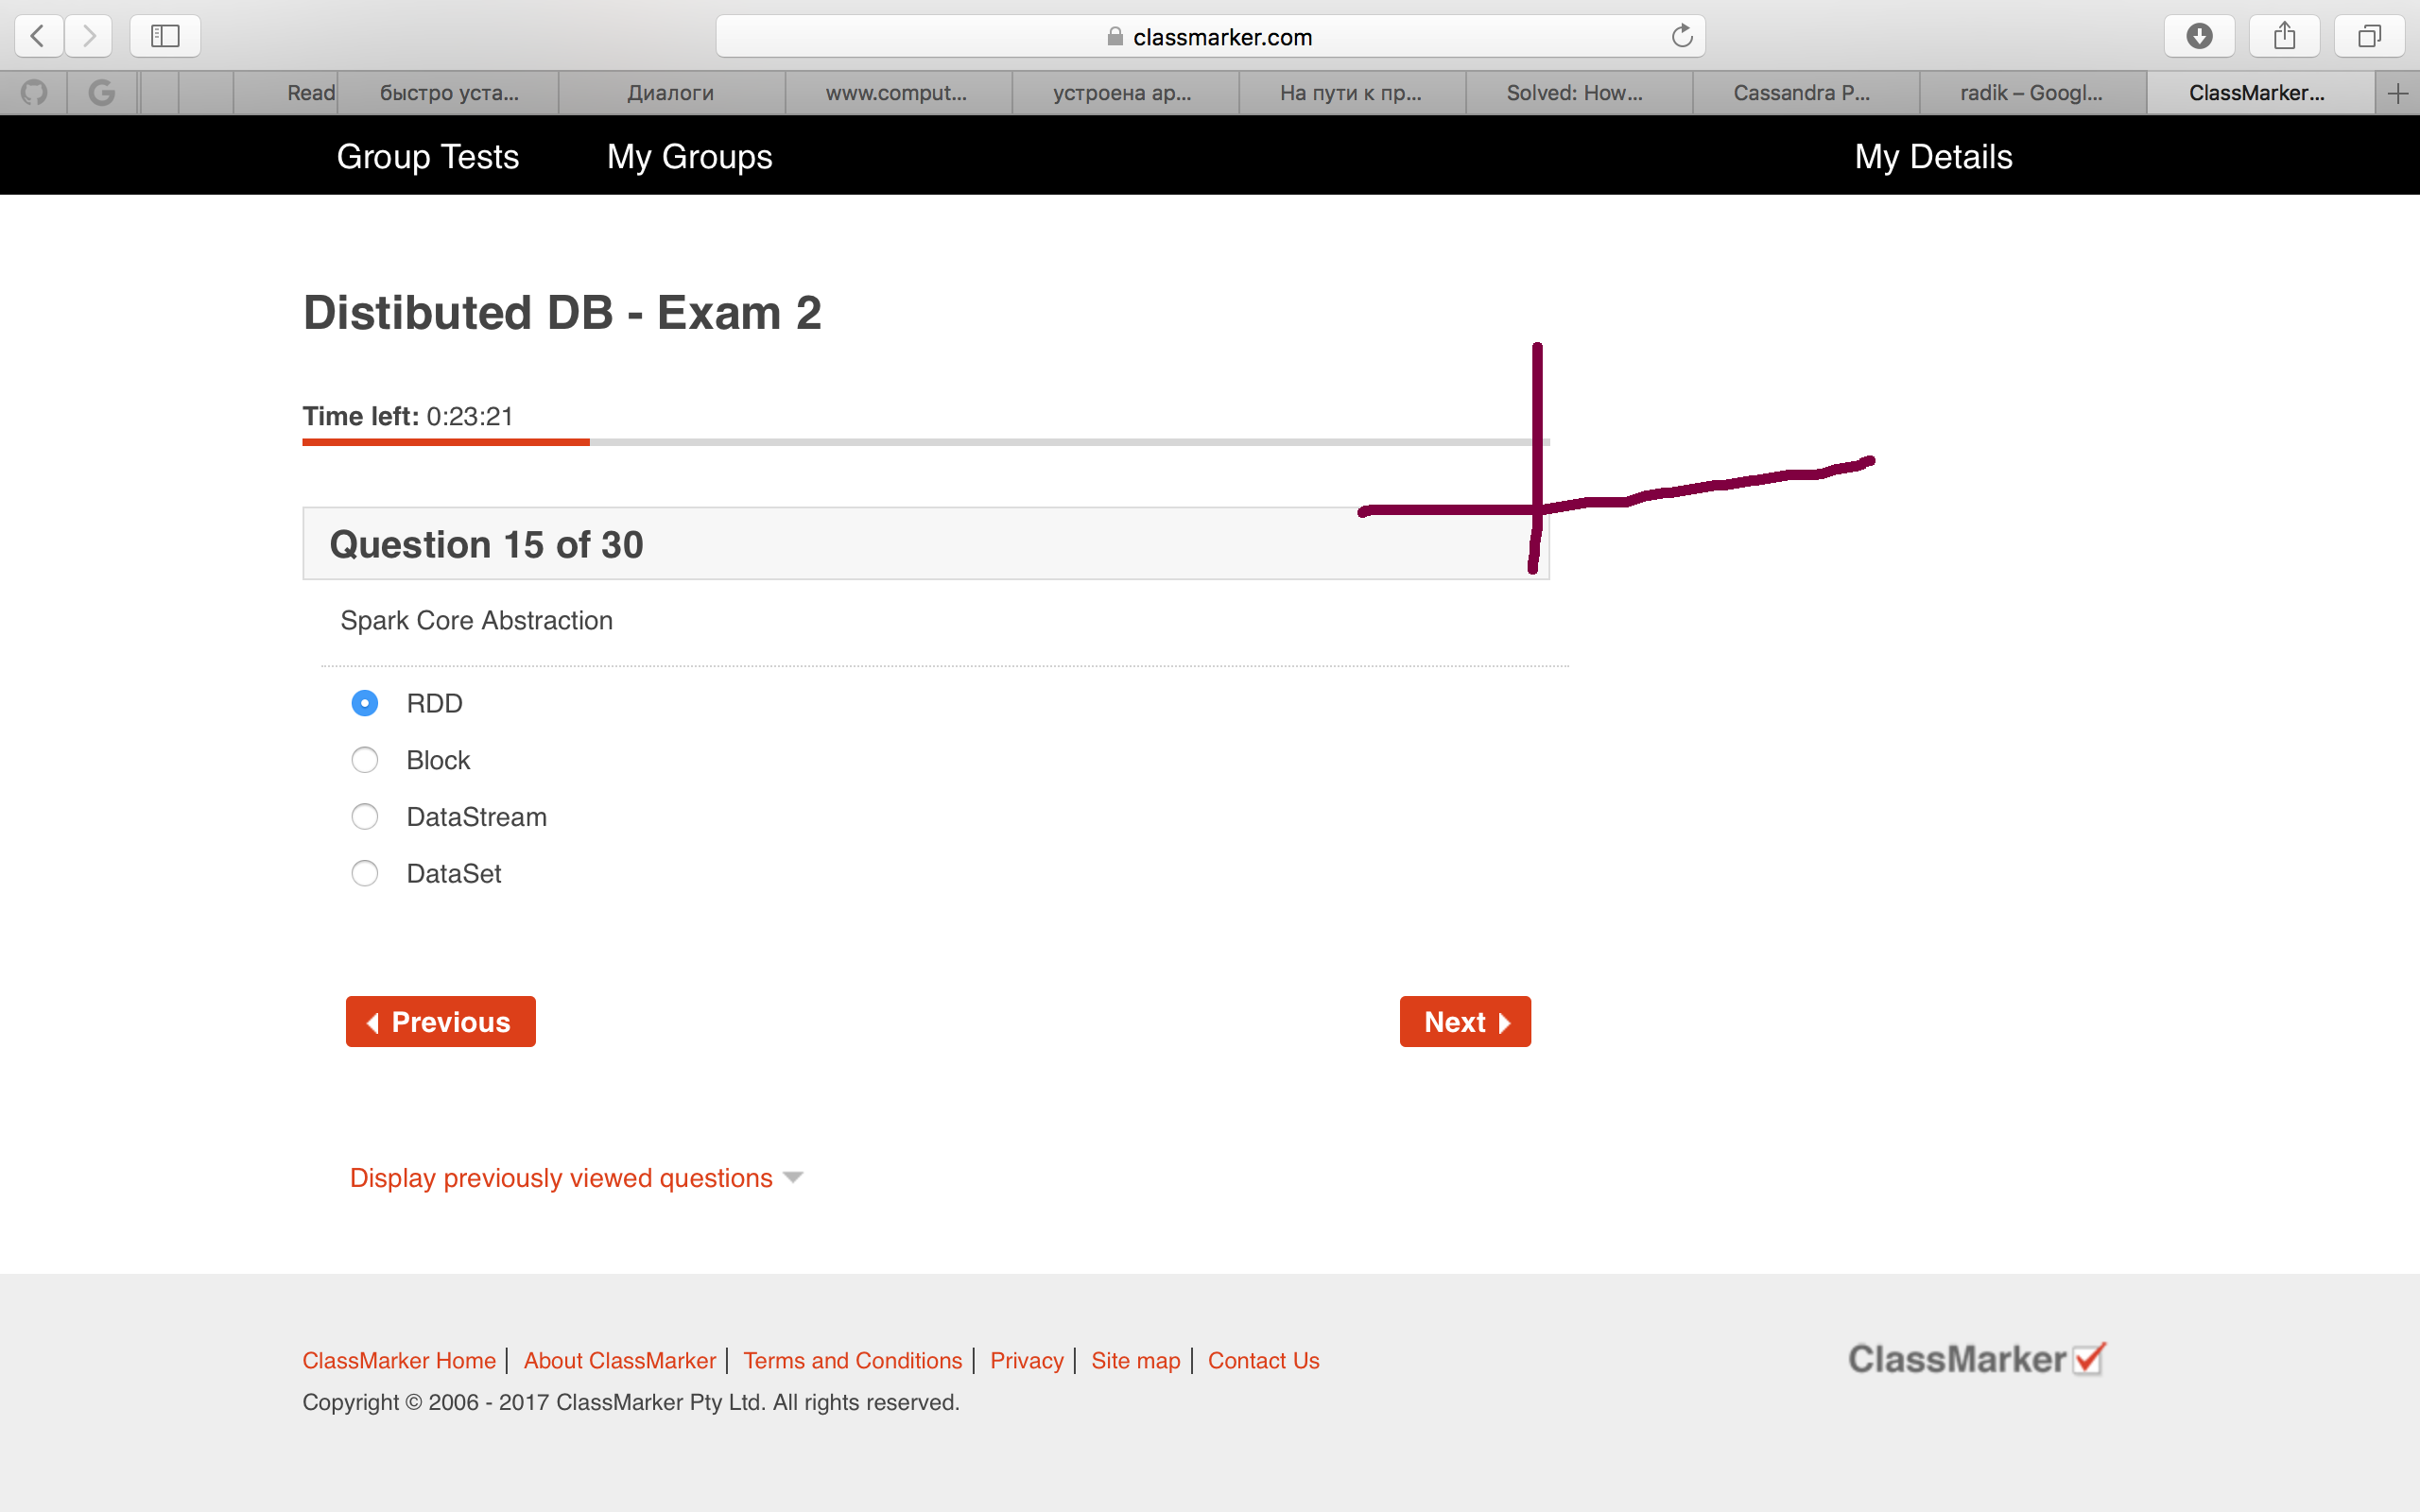 classmarker.com
Read
быстро уста...
Диалоги
www.comput...
устроена ар...
На пути к пр...
Solved: How...
Cassandra P...
radik – Googl...
ClassMarker...
Group Tests
My Groups
My Details
Distibuted DB - Exam 2
Time left: 0:23:21
Question 15 of 30
Spark Core Abstraction
RDD
Block
DataStream
DataSet
Previous
Next
Display previously viewed questions
ClassMarker Home | About ClassMarker | Terms and Conditions | Privacy | Site map | Contact Us
ClassMarker
Copyright © 2006 - 2017 ClassMarker Pty Ltd. All rights reserved.